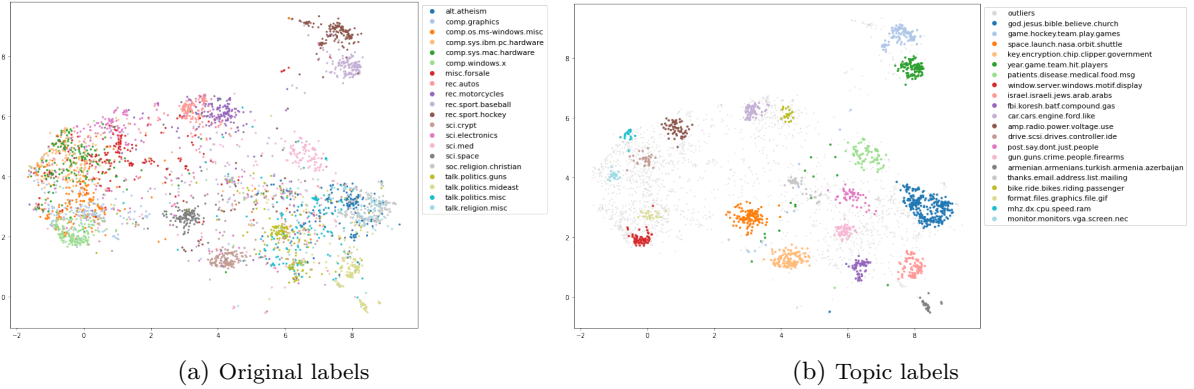 alt.atheism
comp.graphics
comp.os.ms-windows.misc
comp.sys.ibm.pc.hardware
comp.sys.mac.hardware
comp.windows.x
misc.forsale
rec.autos
rec.motorcycles
rec.sport.baseball
rec.sport.hockey
sci.crypt
sci.electronics
sci.med
sci.space
soc.religion.christian
talk.politics.guns
talk.politics.mideast
talk.politics.misc
talk.religion.misc
8
6
4
2
0
−2 0 2 4 6 8
(a) Original labels
outliers
god.jesus.bible.believe.church
game.hockey.team.play.games
space.launch.nasa.orbit.shuttle
key.encryption.chip.clipper.government
year.game.team.hit.players
patients.disease.medical.food.msg
window.server.windows.motif.display
israel.israeli.jews.arab.arabs
fbi.koresh.batf.compound.gas
car.cars.engine.ford.like
amp.radio.power.voltage.use
drive.scsi.drives.controller.ide
post.say.dont.just.people
gun.guns.crime.people.firearms
armenian.armenians.turkish.armenia.azerbaijan
thanks.email.address.list.mailing
bike.ride.bikes.riding.passenger
format.files.graphics.file.gif
mhz.dx.cpu.speed.ram
monitor.monitors.vga.screen.nec
8
6
4
2
0
−2 0 2 4 6 8
(b) Topic labels